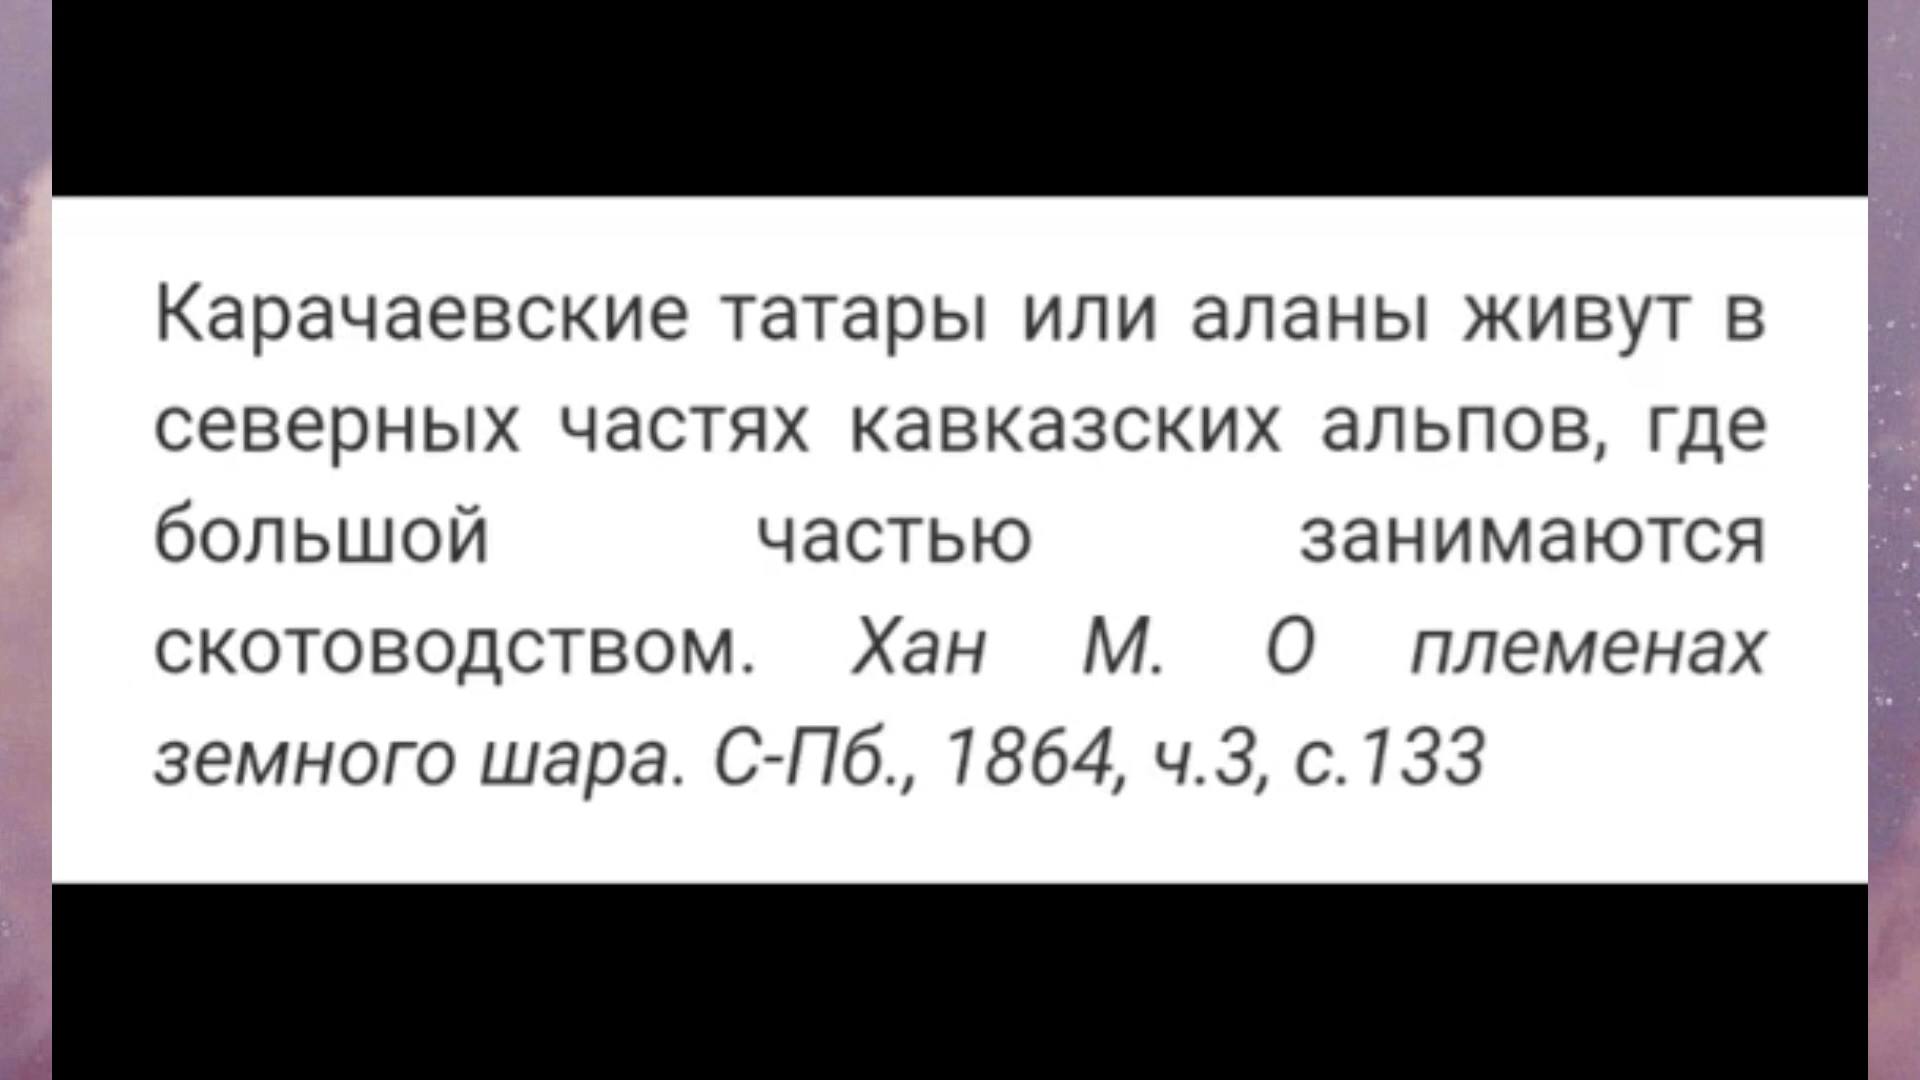 Карачаевские татары или аланы живут в
северных частях кавказских альпов, где
большой частью занимаются
скотоводством. Хан М. О племенах
земного шара. С-Пб., 1864, ч.3, с.133